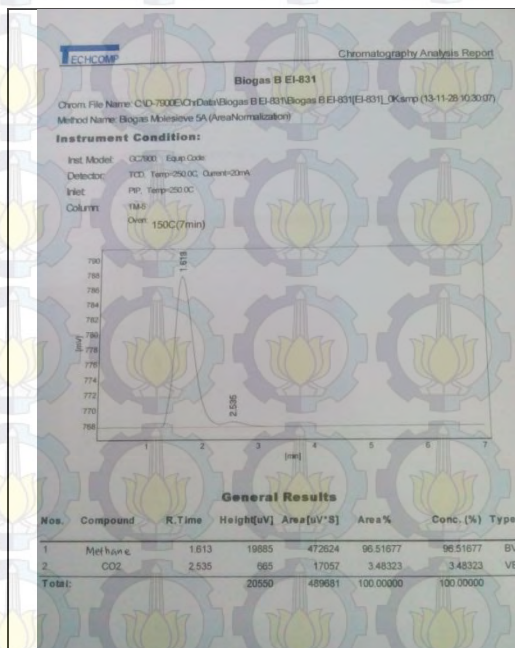 TECHCOMP
Chromatography Analysis Report
Biogas B EI-831
Chrom. File Name: C:\D-7900E\ChrData\Biogas B EI-831\Biogas B EI-831[EI-831]_0K.smp (13-11-28 10:30:07)
Method Name: Biogas Molesieve 5A (AreaNormalization)
Instrument Condition:
Inst Model: GC7900 Equip.Code:
Detector: TCD, Temp=250.0C, Current=20mA
Inlet: PIP, Temp=250.0C
Column: TM-5
Oven: 150C(7min)
790
788
786
784
782
780
778
776
774
772
770
768
[mV]
1.618
2.535
1 2 3 4 5 6 7
[min]
General Results
Nos. Compound R.Time Height[uV] Area[uV*S] Area% Conc. (%) Type
1 Methane 1.613 19885 472624 96.51677 96.51677 BV
2 CO2 2.535 665 17057 3.48323 3.48323 VB
Total: 20550 489681 100.00000 100.00000